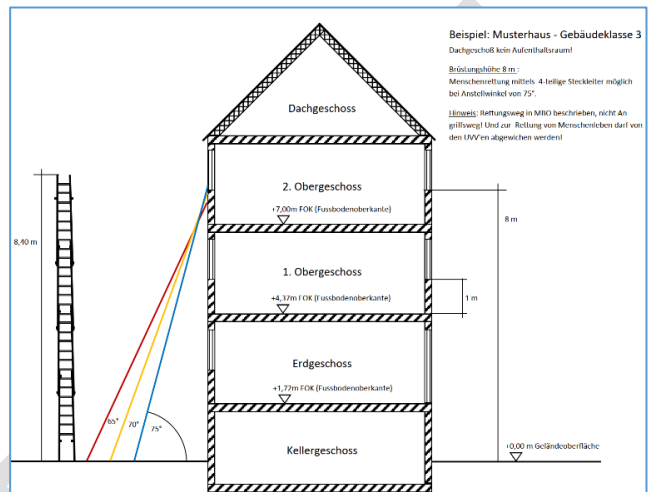 Beispiel: Musterhaus - Gebäudeklasse 3
Dachgeschoß kein Aufenthaltsraum!
Brüstungshöhe 8 m :
Menschenrettung mittels 4-teilige Steckleiter möglich
bei Anstellwinkel von 75°.
Hinweis: Rettungsweg in MBO beschrieben, nicht An
griffsweg! Und zur Rettung von Menschenleben darf von
den UVV'en abgewichen werden!
Dachgeschoss
2. Obergeschoss
+7,00m FOK (Fussbodenoberkante)
8 m
8,40 m
1. Obergeschoss
+4,37m FOK (Fussbodenoberkante)
1 m
Erdgeschoss
+1,72m FOK (Fussbodenoberkante)
65°
70°
75°
Kellergeschoss
+0,00 m Geländeoberfläche